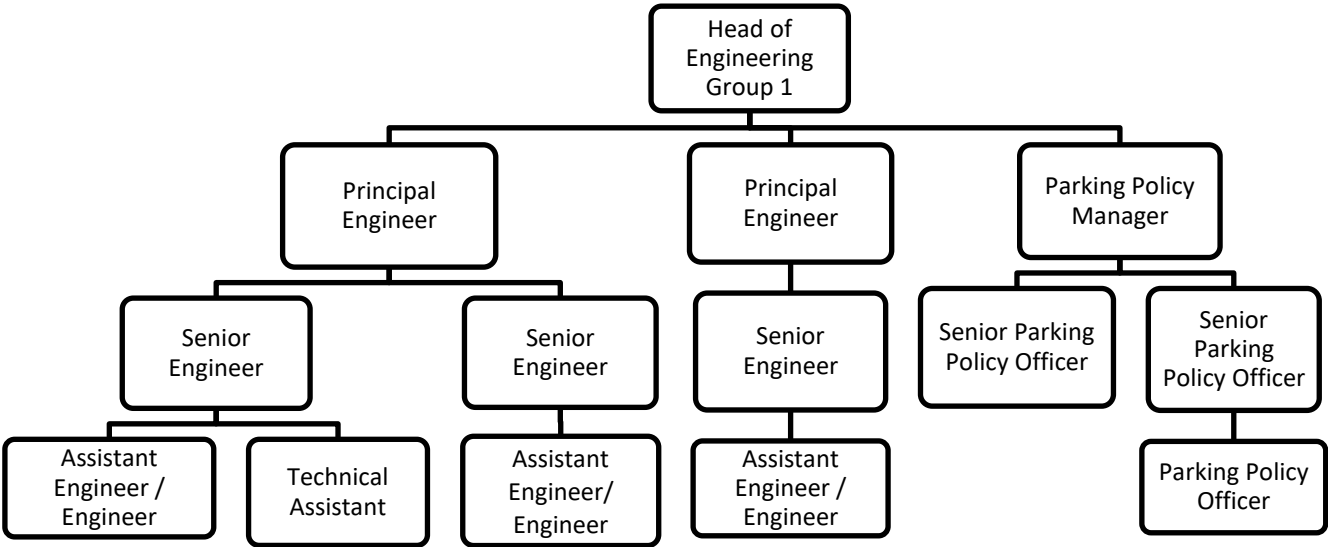 Head of
Engineering
Group 1
Principal
Engineer
Principal
Engineer
Parking Policy
Manager
Senior
Engineer
Senior
Engineer
Senior
Engineer
Senior Parking
Policy Officer
Senior
Parking
Policy Officer
Assistant
Engineer /
Engineer
Technical
Assistant
Assistant
Engineer/
Engineer
Assistant
Engineer /
Engineer
Parking Policy
Officer